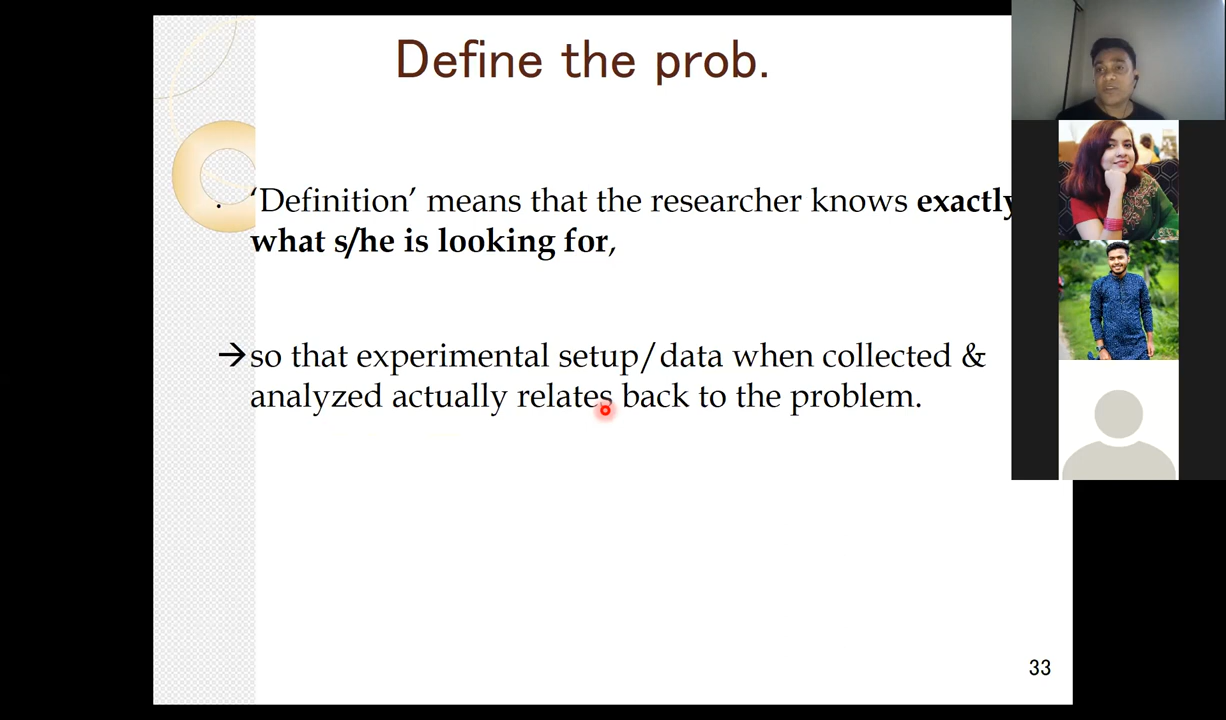 Define the prob.
• ‘Definition’ means that the researcher knows exactly
what s/he is looking for,
→so that experimental setup/data when collected &
analyzed actually relates back to the problem.
33